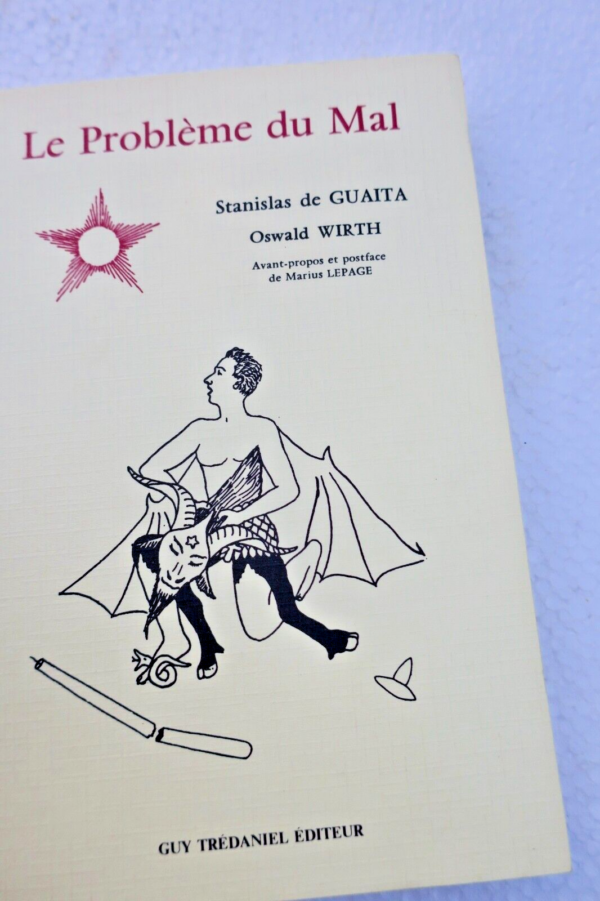 Le Problème du Mal
Stanislas de GUAITA
Oswald WIRTH
Avant-propos et postface
de Marius LEPAGE
GUY TRÉDANIEL ÉDITEUR